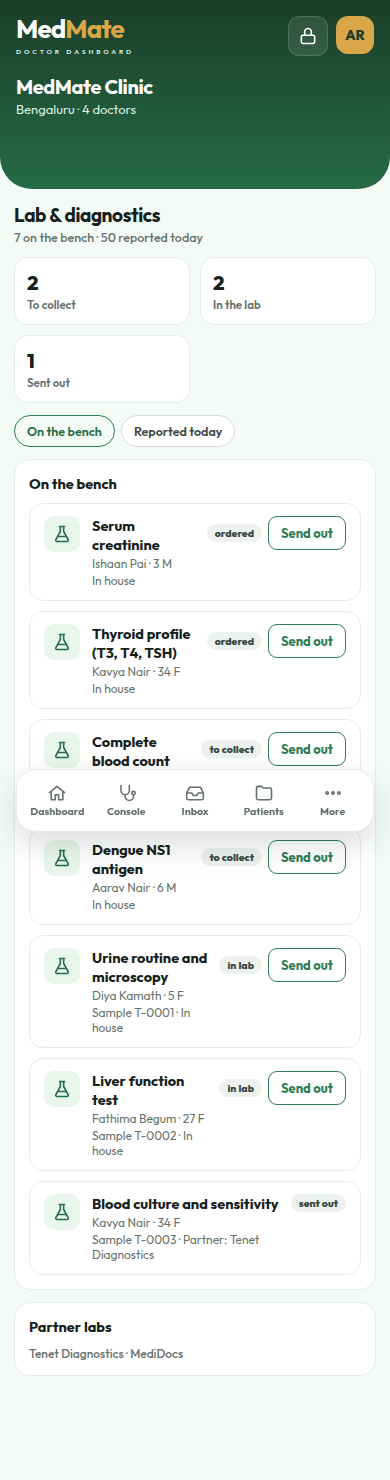 MedMate
DOCTOR DASHBOARD
AR
MedMate Clinic
Bengaluru · 4 doctors
Lab & diagnostics
7 on the bench · 50 reported today
2
To collect
2
In the lab
1
Sent out
On the bench
Reported today
On the bench
Serum
creatinine
ordered
Send out
Ishaan Pai · 3 M
In house
Thyroid profile
(T3, T4, TSH)
ordered
Send out
Kavya Nair · 34 F
In house
Complete
blood count
to collect
Send out
Dashboard
Console
Inbox
Patients
More
Dengue NS1
antigen
to collect
Send out
Aarav Nair · 6 M
In house
Urine routine and
microscopy
in lab
Send out
Diya Kamath · 5 F
Sample T-0001 · In
house
Liver function
test
in lab
Send out
Fathima Begum · 27 F
Sample T-0002 · In
house
Blood culture and sensitivity
sent out
Kavya Nair · 34 F
Sample T-0003 · Partner: Tenet
Diagnostics
Partner labs
Tenet Diagnostics · MediDocs